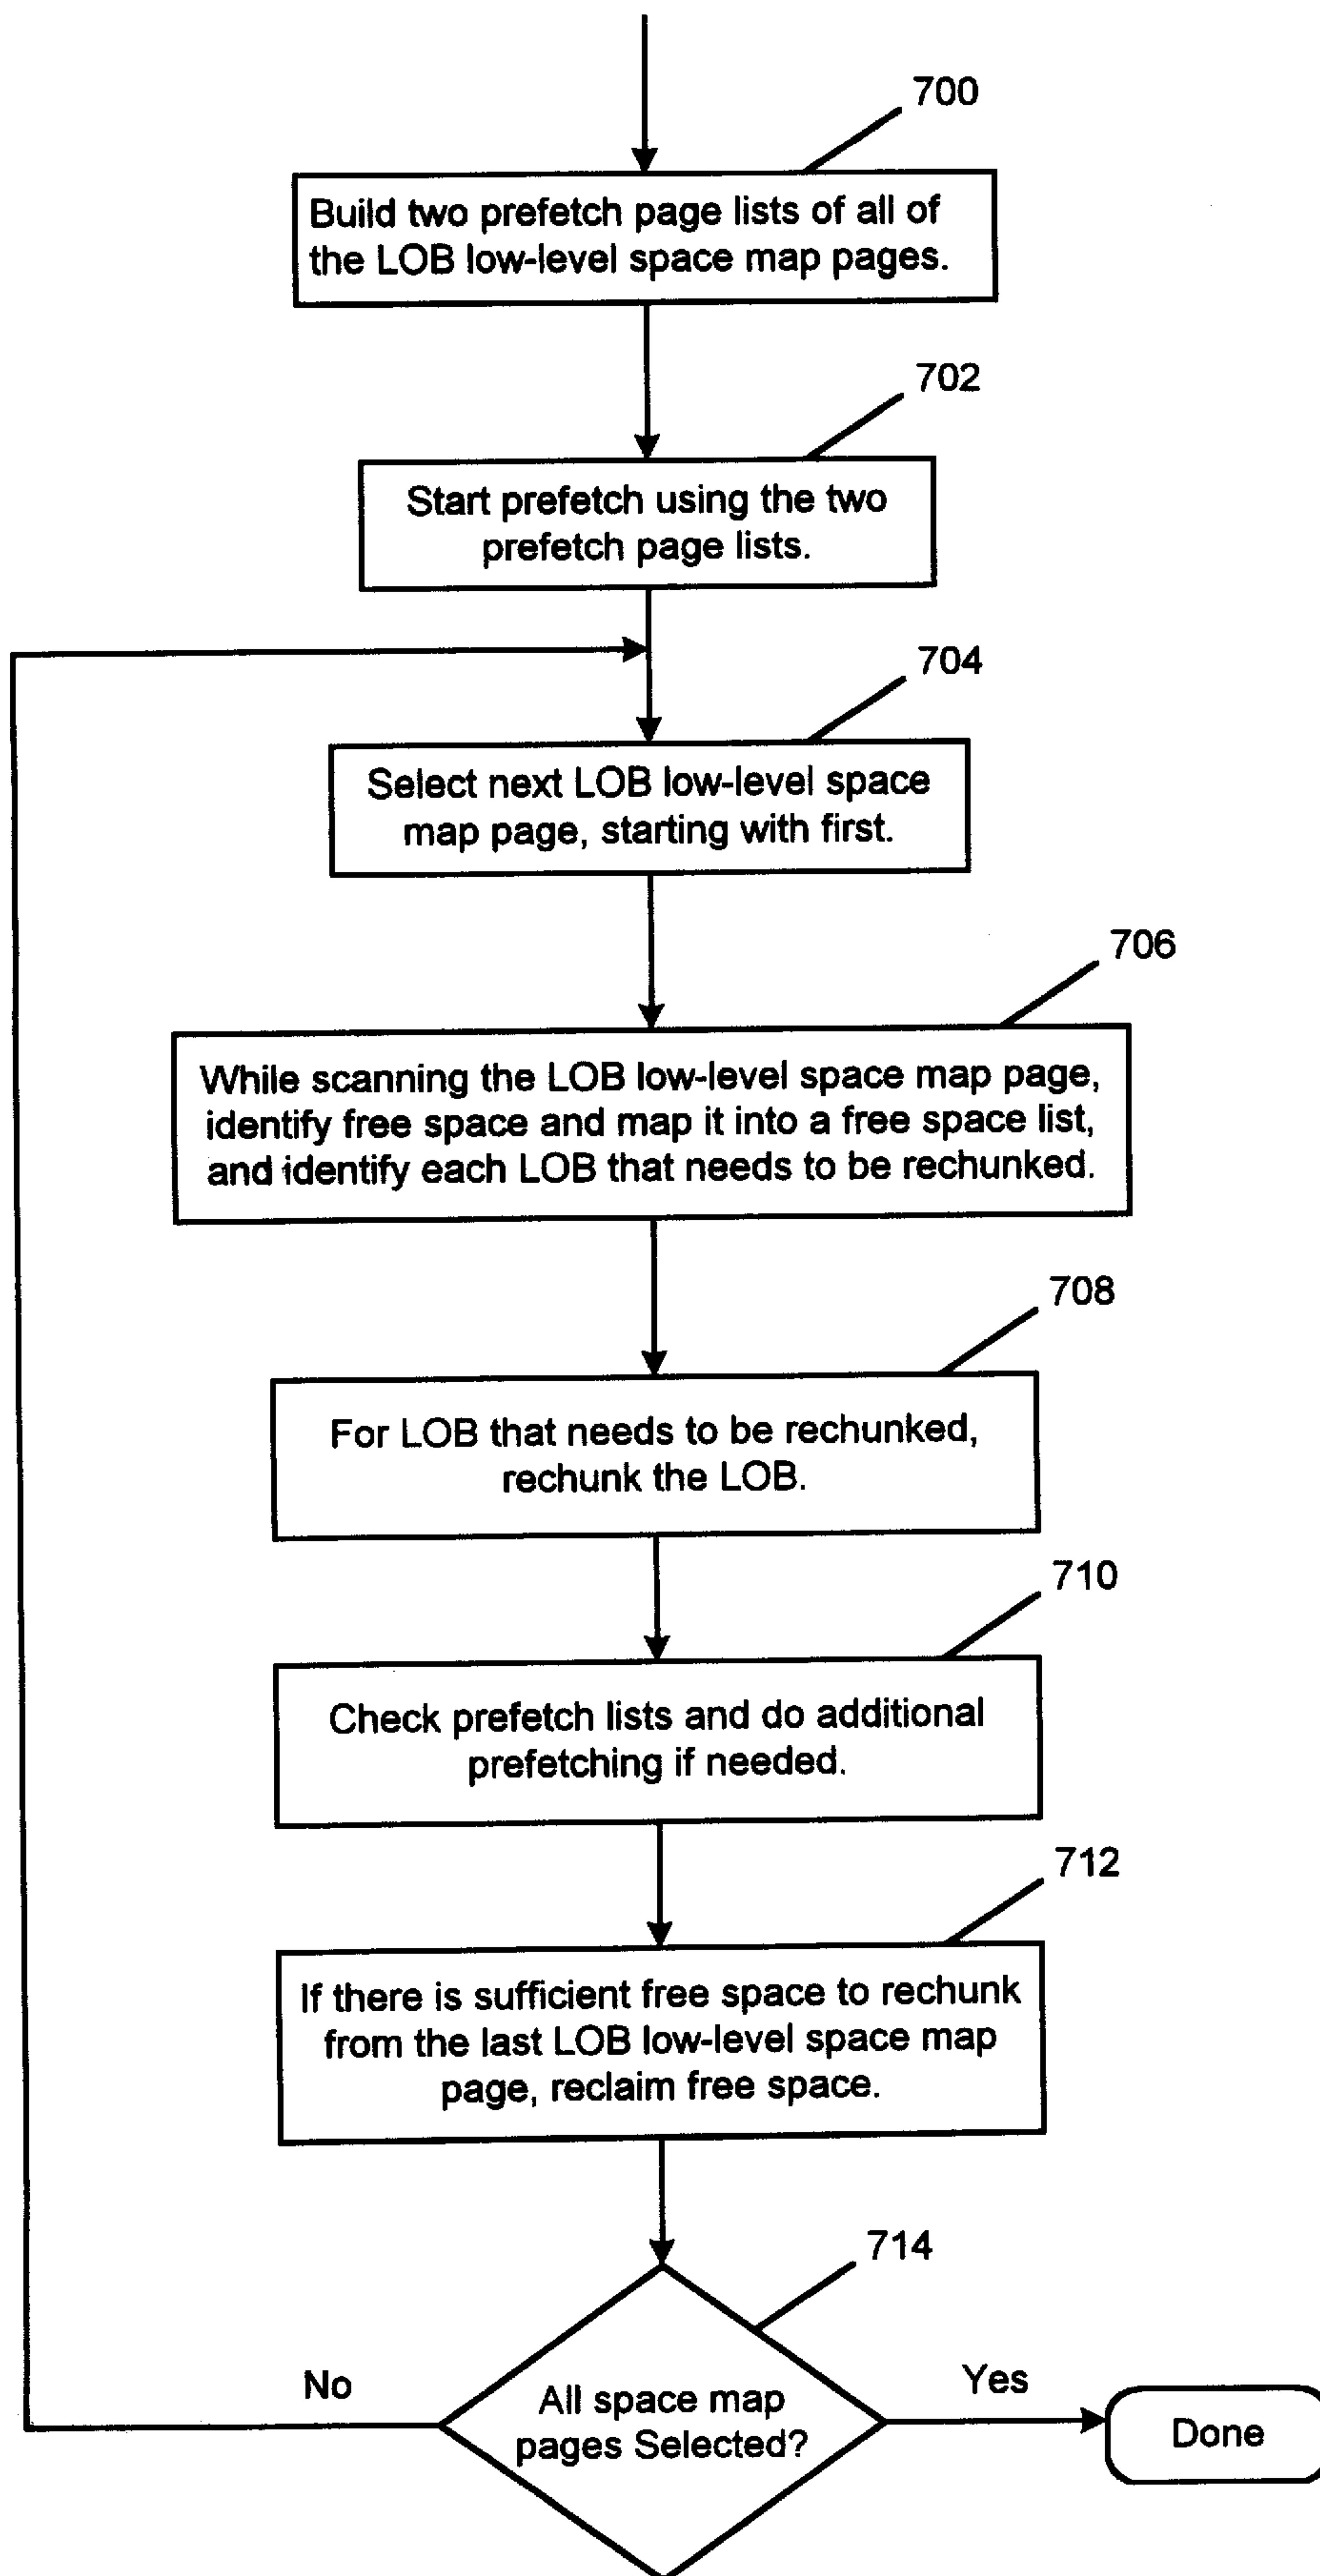 700
Build two prefetch page lists of all of
the LOB low-level space map pages.
702
Start prefetch using the two
prefetch page lists.
704
Select next LOB low-level space
map page, starting with first.
706
While scanning the LOB low-level space map page,
identify free space and map it into a free space list,
and identify each LOB that needs to be rechunked.
708
For LOB that needs to be rechunked,
rechunk the LOB.
710
Check prefetch lists and do additional
prefetching if needed.
712
If there is sufficient free space to rechunk
from the last LOB low-level space map
page, reclaim free space.
714
No
All space map
pages Selected?
Yes
Done